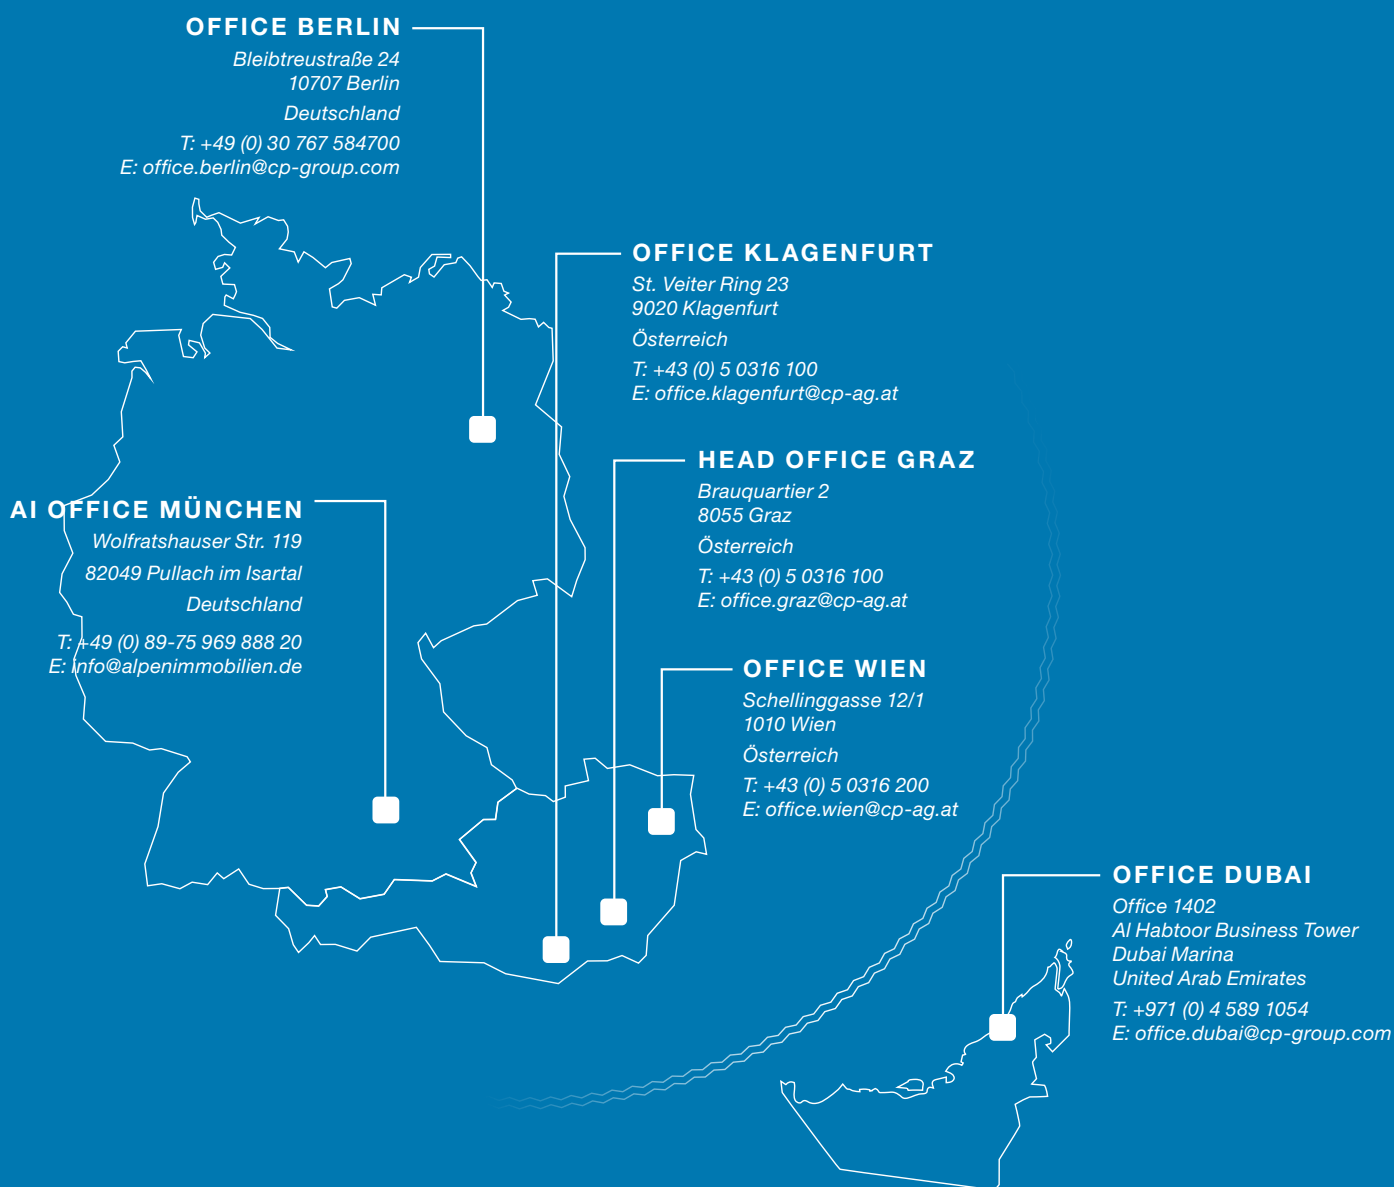 OFFICE BERLIN
Bleibtreustraße 24
10707 Berlin
Deutschland
T: +49 (0) 30 767 584700
E: office.berlin@cp-group.com
OFFICE KLAGENFURT
St. Veiter Ring 23
9020 Klagenfurt
Österreich
T: +43 (0) 5 0316 100
E: office.klagenfurt@cp-ag.at
HEAD OFFICE GRAZ
Brauquartier 2
8055 Graz
Österreich
T: +43 (0) 5 0316 100
E: office.graz@cp-ag.at
AI OFFICE MÜNCHEN
Wolfratshauser Str. 119
82049 Pullach im Isartal
Deutschland
T: +49 (0) 89-75 969 888 20
E: info@alpenimmobilien.de
OFFICE WIEN
Schellinggasse 12/1
1010 Wien
Österreich
T: +43 (0) 5 0316 200
E: office.wien@cp-ag.at
OFFICE DUBAI
Office 1402
Al Habtoor Business Tower
Dubai Marina
United Arab Emirates
T: +971 (0) 4 589 1054
E: office.dubai@cp-group.com